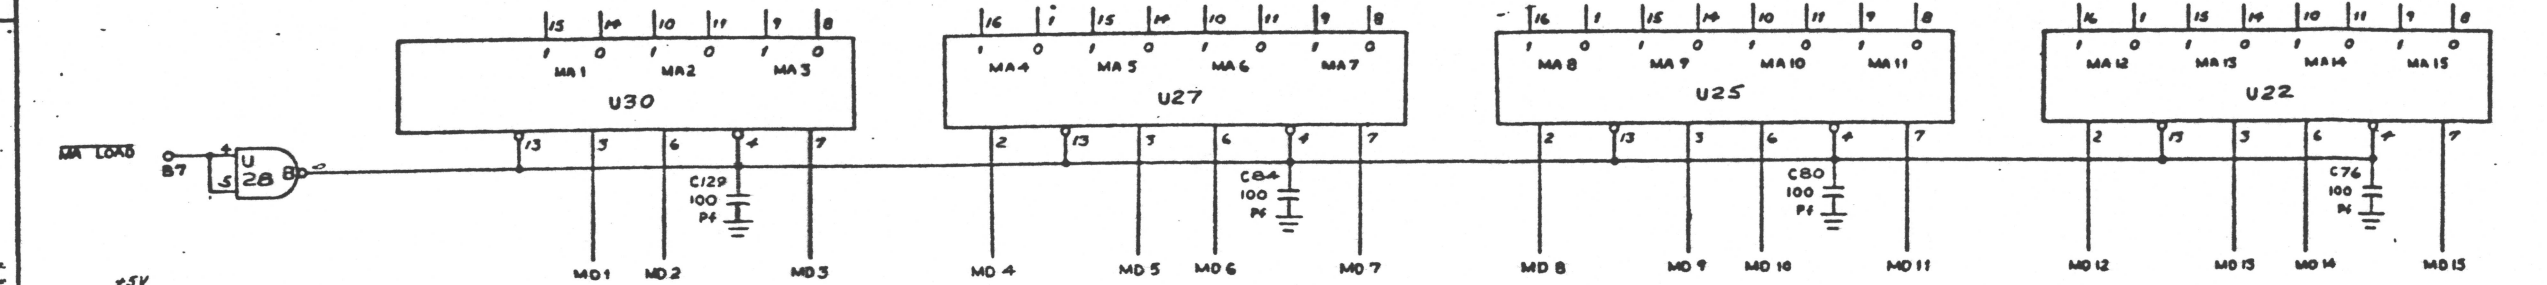 15 14 10 11 9 8 16 1 15 14 10 11 9 8 16 1 15 14 10 11 9 8 16 1 15 14 10 11 9 8
1 0 1 0 1 0 1 0 1 0 1 0 1 0 1 0 1 0 1 0 1 0 1 0 1 0 1 0 1 0
MA1 MA2 MA3 MA4 MA5 MA6 MA7 MA8 MA9 MA10 MA11 MA12 MA13 MA14 MA15
U30 U27 U25 U22
13 3 6 4 7 2 13 3 6 4 7 2 13 3 6 4 7 2 13 3 6 4 7
MA LOAD
B7
4
5
U
28 8
C129
100
Pf
C84
100
Pf
C80
100
Pf
C76
100
Pf
MD1 MD2 MD3 MD4 MD5 MD6 MD7 MD8 MD9 MD10 MD11 MD12 MD13 MD14 MD15
+5V